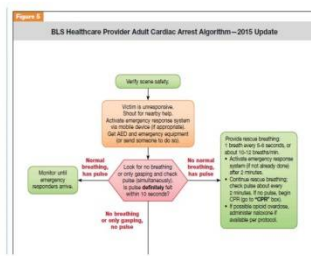 Figure 5
BLS Healthcare Provider Adult Cardiac Arrest Algorithm—2015 Update
Verify scene safety.
Victim is unresponsive.
Shout for nearby help.
Activate emergency response system
via mobile device (if appropriate).
Get AED and emergency equipment
(or send someone to do so).
Normal
breathing,
has pulse
Monitor until
emergency
responders arrive.
Look for no breathing
or only gasping and check
pulse (simultaneously).
Is pulse definitely felt
within 10 seconds?
No normal
breathing,
has pulse
Provide rescue breathing:
1 breath every 5-6 seconds, or
about 10-12 breaths/min.
• Activate emergency response
system (if not already done)
after 2 minutes.
• Continue rescue breathing;
check pulse about every
2 minutes. If no pulse, begin
CPR (go to “CPR” box).
• If possible opioid overdose,
administer naloxone if
available per protocol.
No breathing
or only gasping,
no pulse